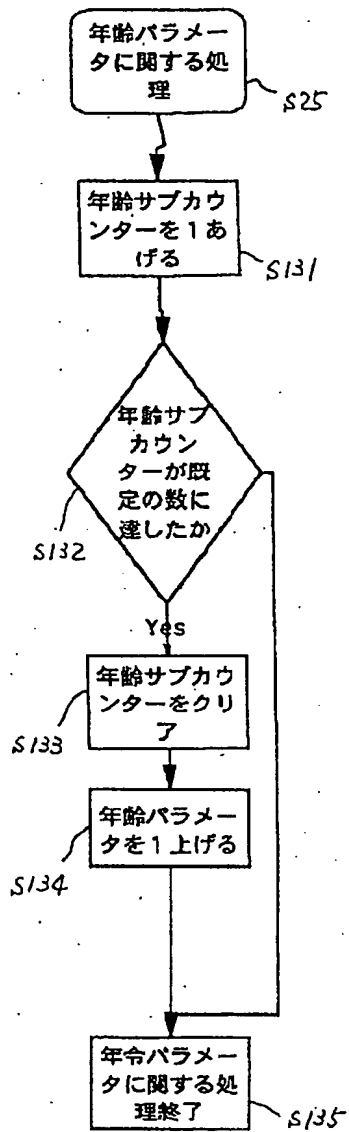 年齢パラメー
タに関する処
理
S25
年齢サブカウ
ンターを1あ
げる
S131
年齢サブ
カウン
ターが既
定の数に
達したか
S132
Yes
年齢サブカウ
ンターをクリ
ア
S133
年齢パラメー
タを1上げる
S134
年令パラメー
タに関する処
理終了
S135